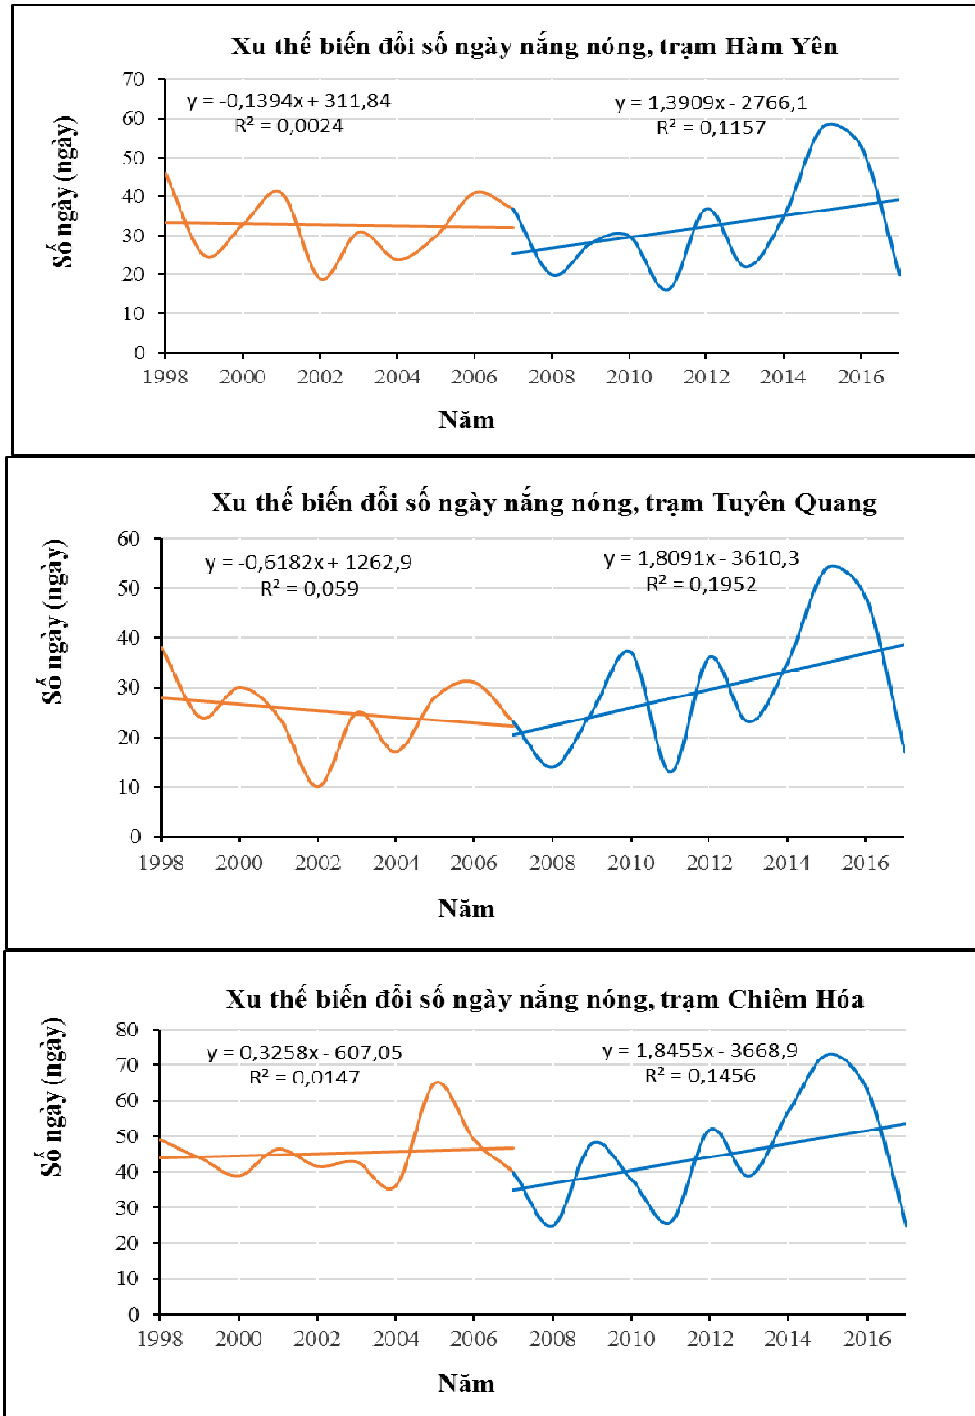 Xu thế biến đổi số ngày nắng nóng, trạm Hàm Yên
70
y = -0,1394x + 311,84
R² = 0,0024
y = 1,3909x - 2766,1
R² = 0,1157
60
50
40
30
20
10
0
Số ngày (ngày)
1998 2000 2002 2004 2006 2008 2010 2012 2014 2016
Năm
Xu thế biến đổi số ngày nắng nóng, trạm Tuyên Quang
60
y = -0,6182x + 1262,9
R² = 0,059
y = 1,8091x - 3610,3
R² = 0,1952
50
40
30
20
10
0
Số ngày (ngày)
1998 2000 2002 2004 2006 2008 2010 2012 2014 2016
Năm
Xu thế biến đổi số ngày nắng nóng, trạm Chiêm Hóa
80
y = 0,3258x - 607,05
R² = 0,0147
y = 1,8455x - 3668,9
R² = 0,1456
70
60
50
40
30
20
10
0
Số ngày (ngày)
1998 2000 2002 2004 2006 2008 2010 2012 2014 2016
Năm